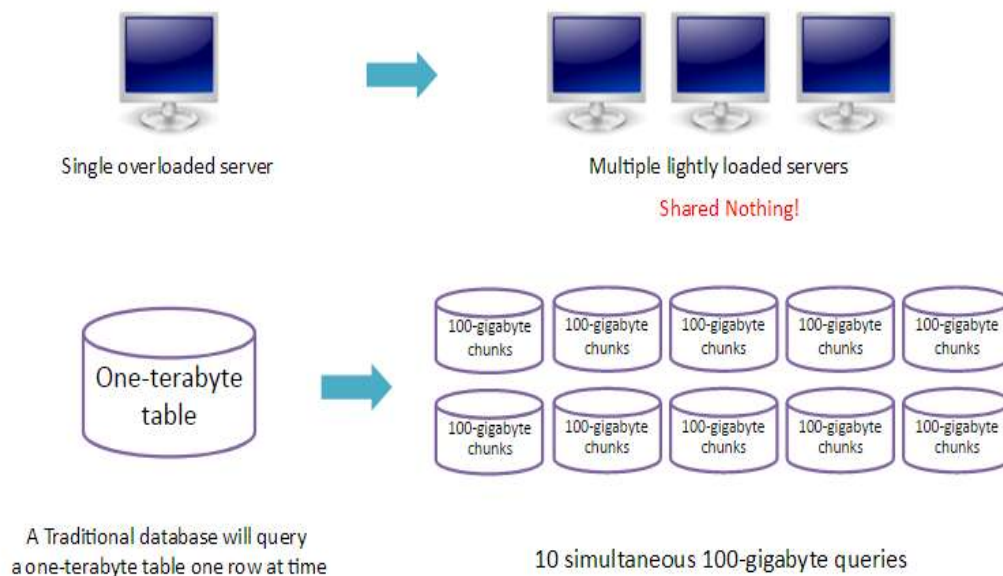 Single overloaded server
Multiple lightly loaded servers
Shared Nothing!
One-terabyte
table
100-gigabyte
chunks
100-gigabyte
chunks
100-gigabyte
chunks
100-gigabyte
chunks
100-gigabyte
chunks
100-gigabyte
chunks
100-gigabyte
chunks
100-gigabyte
chunks
100-gigabyte
chunks
100-gigabyte
chunks
A Traditional database will query
a one-terabyte table one row at time
10 simultaneous 100-gigabyte queries